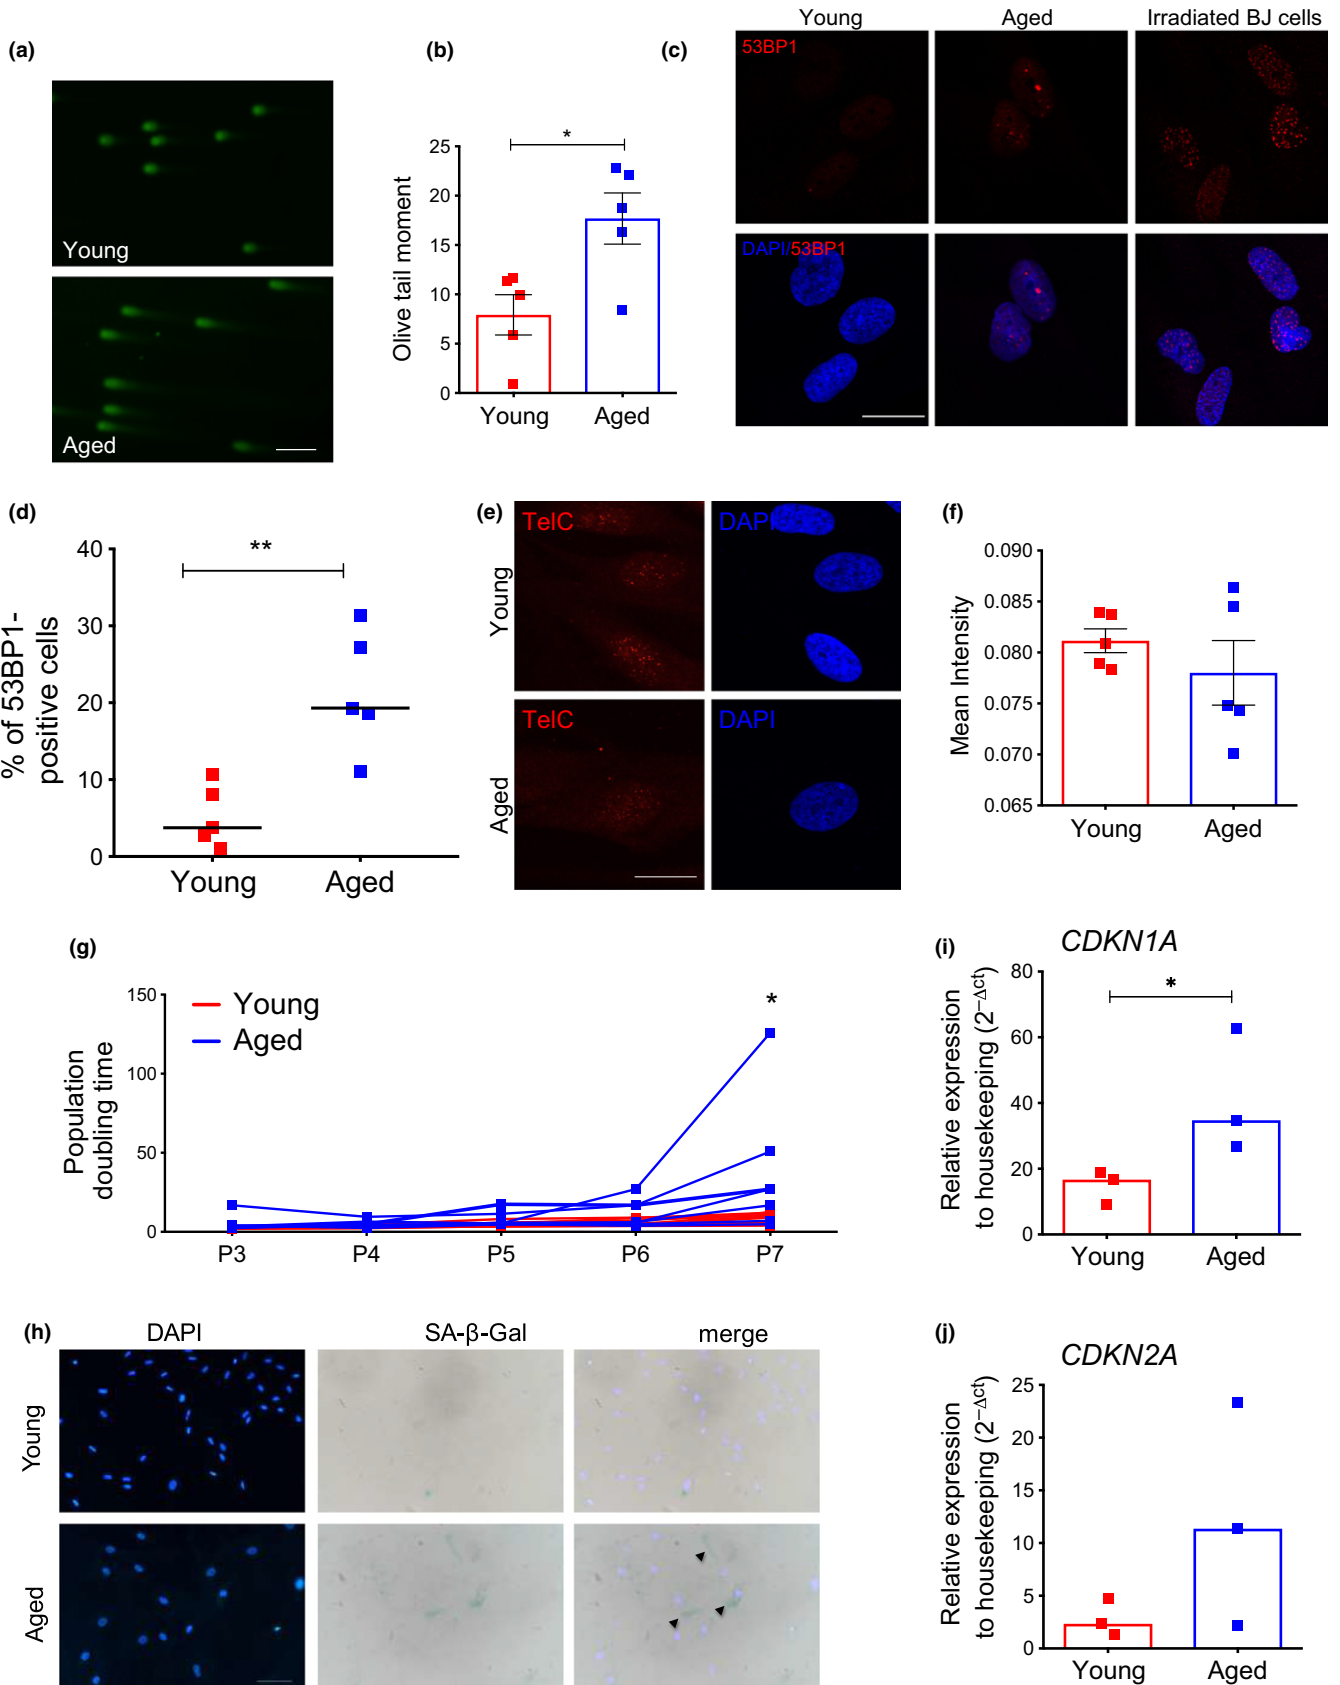 (a)
Young
Aged
(b)
Olive tail moment
25
20
15
10
5
0
*
Young
Aged
(c)
Young
Aged
Irradiated BJ cells
53BP1
DAPI/53BP1
(d)
% of 53BP1-
positive cells
40
30
20
10
0
**
Young
Aged
(e)
Young
Aged
TelC
DAPI
TelC
DAPI
(f)
Mean Intensity
0.090
0.085
0.080
0.075
0.070
0.065
Young
Aged
(g)
Population
doubling time
150
100
50
0
Young
Aged
*
P3
P4
P5
P6
P7
(h)
DAPI
SA-β-Gal
merge
Young
Aged
(i)
CDKN1A
Relative expression
to housekeeping (2−Δct)
80
60
40
20
0
*
Young
Aged
(j)
CDKN2A
Relative expression
to housekeeping (2−Δct)
25
20
15
10
5
0
Young
Aged